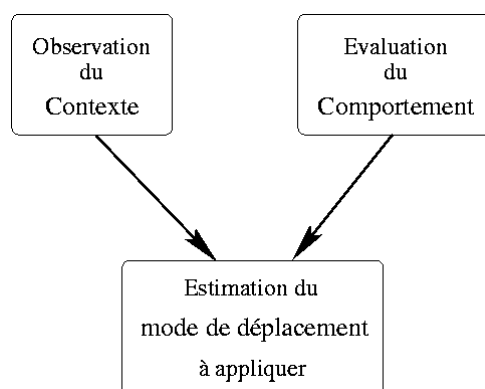 Observation
du
Contexte
Evaluation
du
Comportement
Estimation du
mode de déplacement
à appliquer